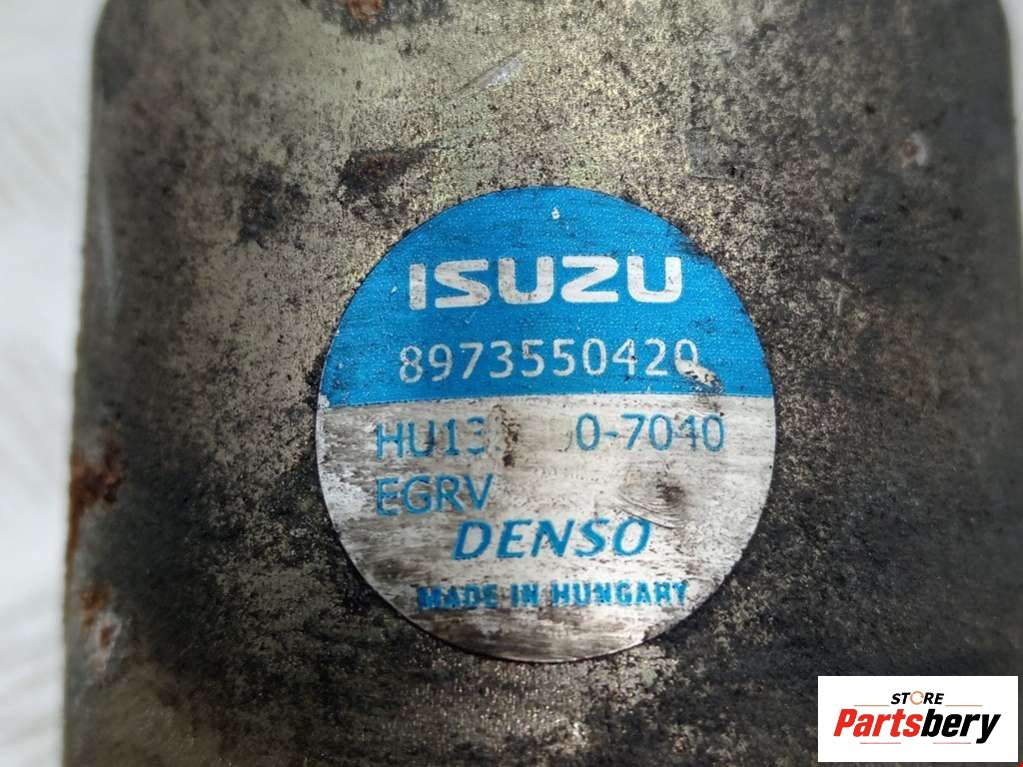 ISUZU
8973550420
0-7040
EGRV
DENSO
MADE IN HUNGARY
STORE
Partsbery